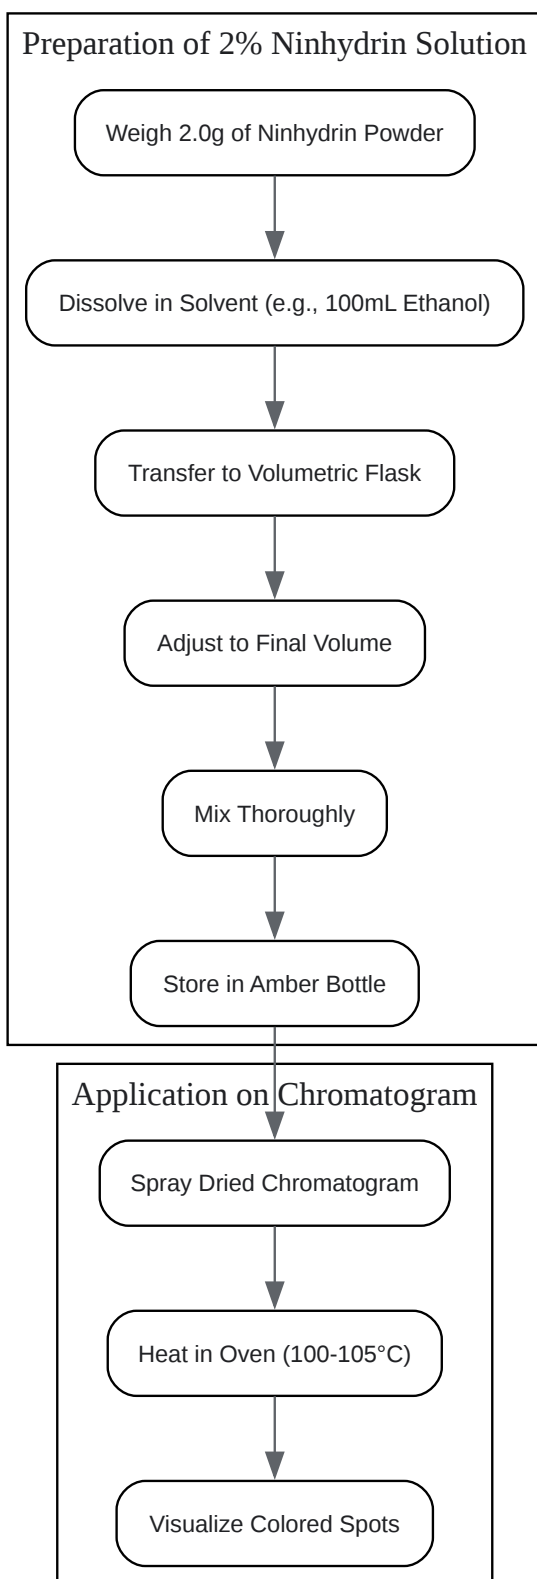 Preparation of 2% Ninhydrin Solution
Weigh 2.0g of Ninhydrin Powder
Dissolve in Solvent (e.g., 100mL Ethanol)
Transfer to Volumetric Flask
Adjust to Final Volume
Mix Thoroughly
Store in Amber Bottle
Application on Chromatogram
Spray Dried Chromatogram
Heat in Oven (100-105°C)
Visualize Colored Spots